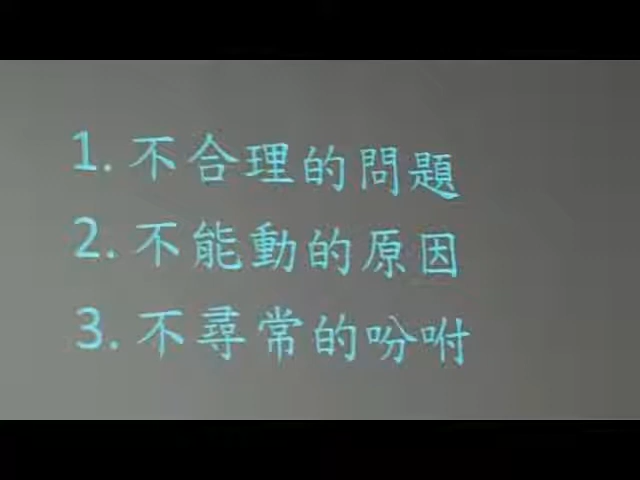 1. 不合理的問題
2. 不能動的原因
3. 不尋常的吩咐